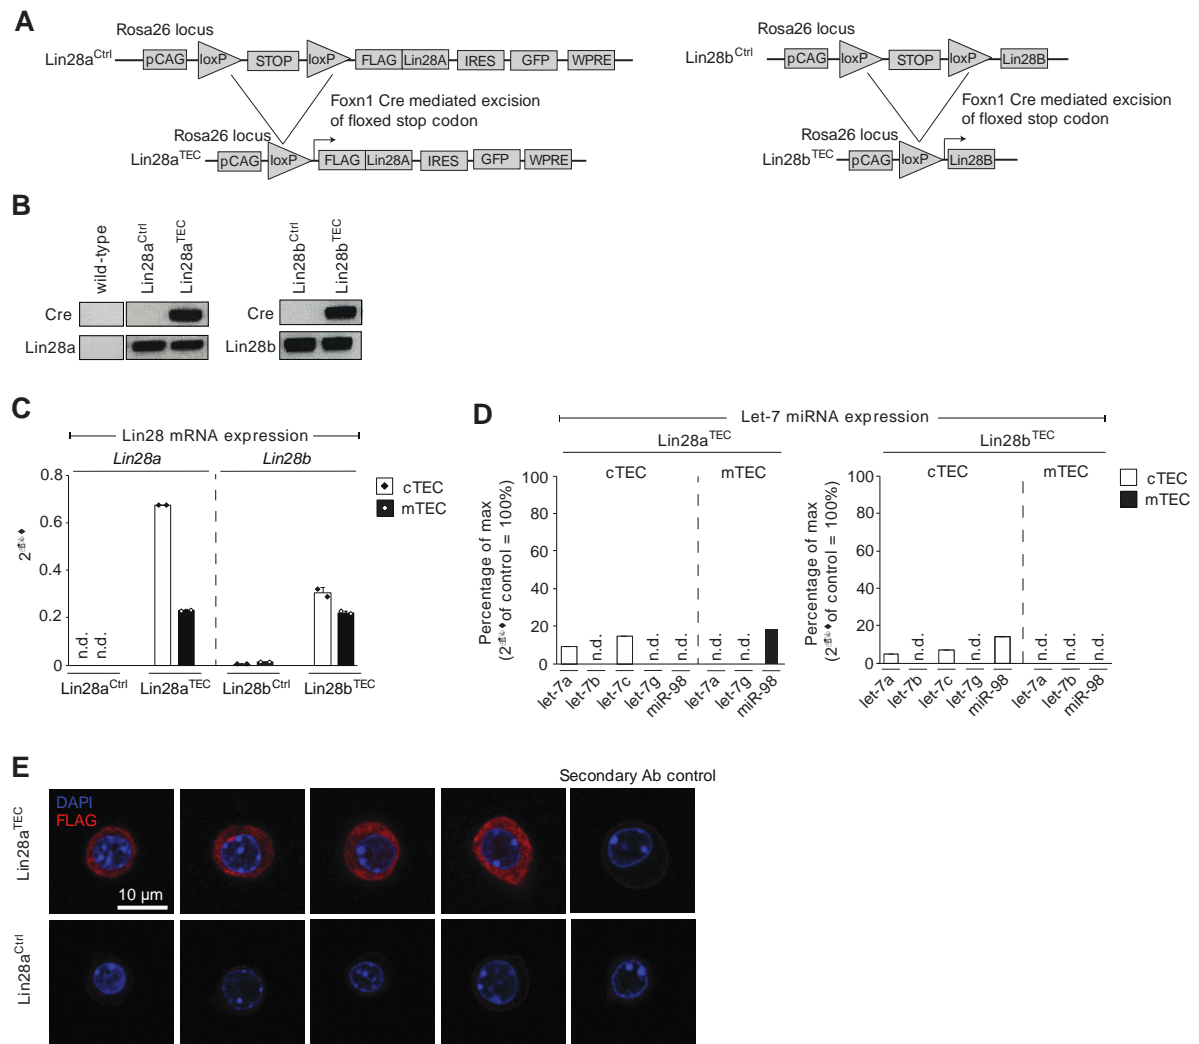 A
Rosa26 locus
Lin28aCtrl
pCAG loxP STOP loxP FLAG Lin28A IRES GFP WPRE
Foxn1 Cre mediated excision
of floxed stop codon
Rosa26 locus
Lin28aTEC
pCAG loxP FLAG Lin28A IRES GFP WPRE
Rosa26 locus
Lin28bCtrl
pCAG loxP STOP loxP Lin28B
Foxn1 Cre mediated excision
of floxed stop codon
Rosa26 locus
Lin28bTEC
pCAG loxP Lin28B
B
wild-type
Lin28aCtrl
Lin28aTEC
Cre
Lin28a
Lin28bCtrl
Lin28bTEC
Cre
Lin28b
C
Lin28 mRNA expression
Lin28a Lin28b
0.8
0.6
0.4
0.2
0
n.d.
n.d.
Lin28aCtrl Lin28aTEC Lin28bCtrl Lin28bTEC
cTEC
mTEC
D
Let-7 miRNA expression
Lin28aTEC
cTEC mTEC
Percentage of max
of control = 100%)
100
80
60
40
20
0
n.d.
n.d.
n.d.
n.d.
n.d.
let-7a
let-7b
let-7c
let-7g
miR-98
let-7a
let-7g
miR-98
Lin28bTEC
cTEC mTEC
Percentage of max
of control = 100%)
100
80
60
40
20
0
n.d.
n.d.
n.d.
n.d.
n.d.
let-7a
let-7b
let-7c
let-7g
miR-98
let-7a
let-7b
miR-98
cTEC
mTEC
E
Secondary Ab control
Lin28aTEC
DAPI
FLAG
10 µm
Lin28aCtrl